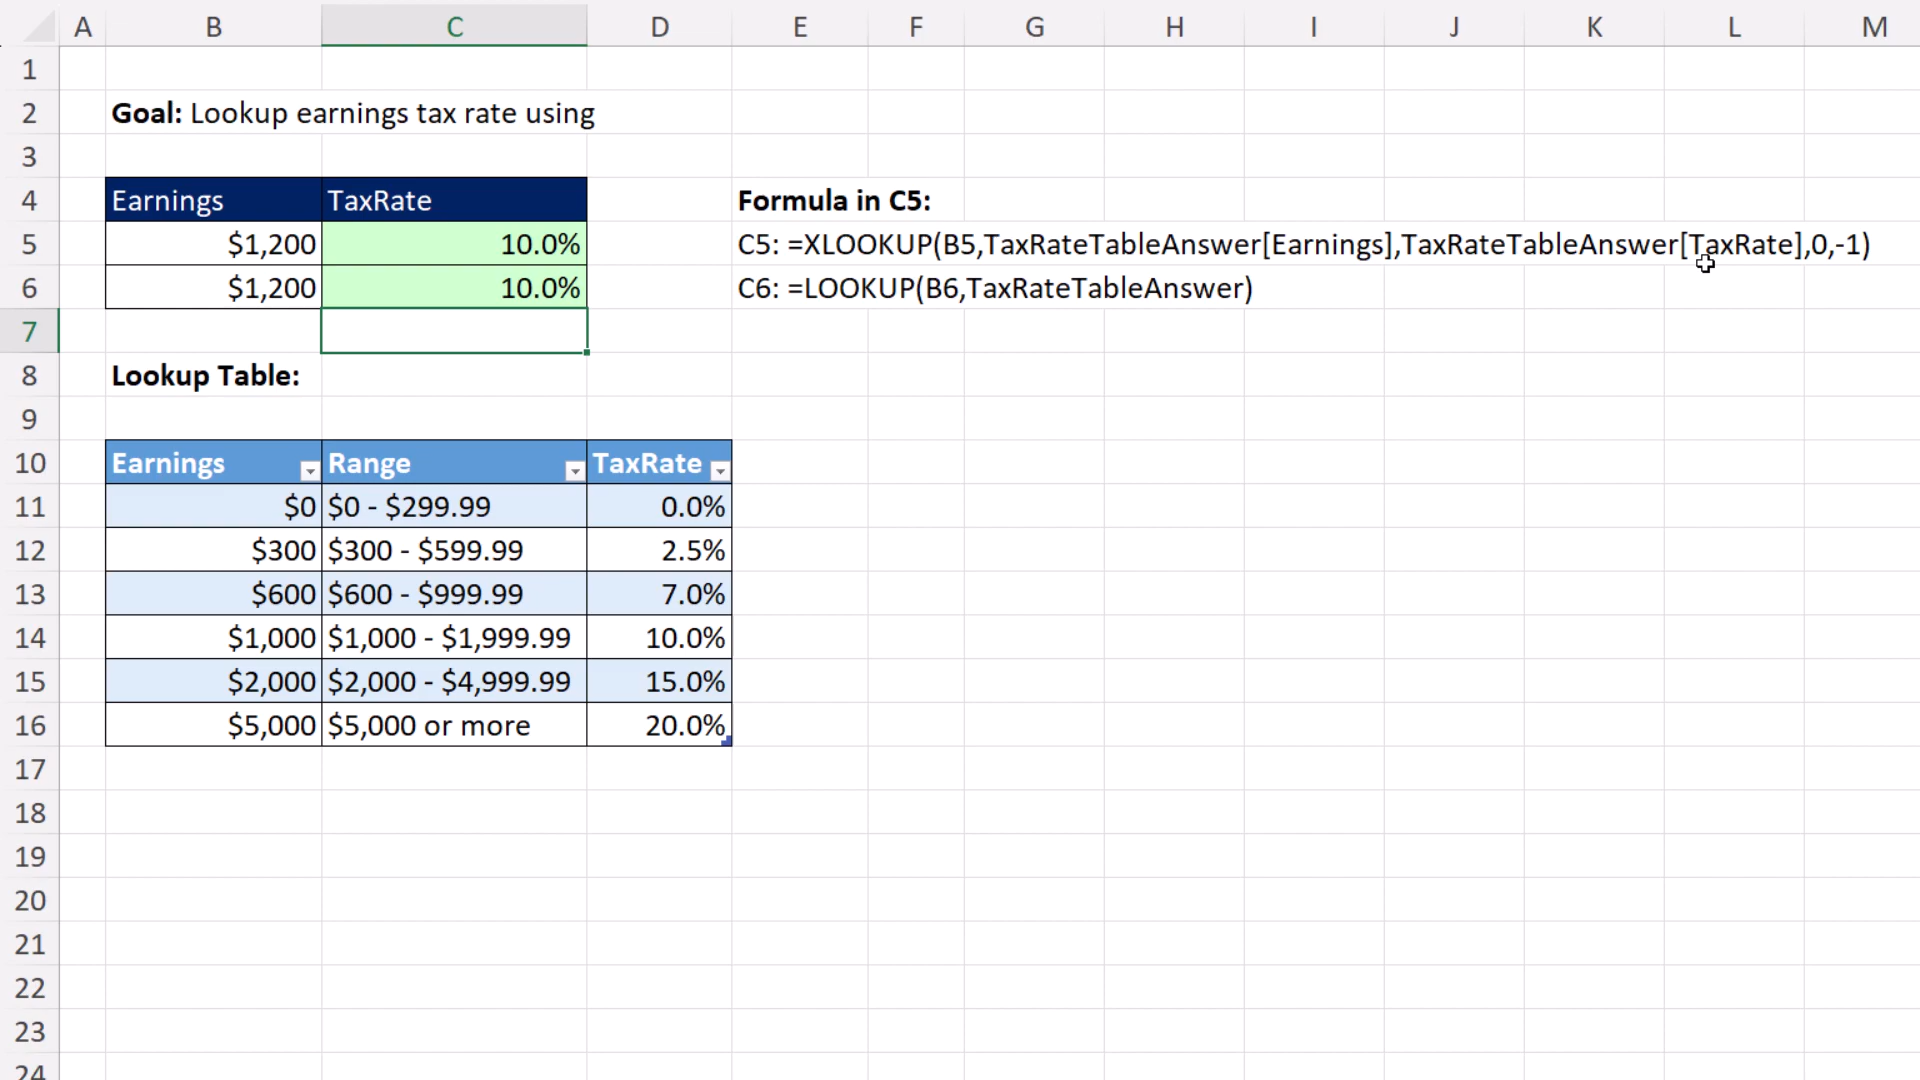 A B C D E F G H I J K L M
1
2 Goal: Lookup earnings tax rate using
3
4 Earnings TaxRate Formula in C5:
5 $1,200 10.0% C5: =XLOOKUP(B5,TaxRateTableAnswer[Earnings],TaxRateTableAnswer[TaxRate],0,-1)
6 $1,200 10.0% C6: =LOOKUP(B6,TaxRateTableAnswer)
7
8 Lookup Table:
9
10 Earnings Range TaxRate
11 $0 $0 - $299.99 0.0%
12 $300 $300 - $599.99 2.5%
13 $600 $600 - $999.99 7.0%
14 $1,000 $1,000 - $1,999.99 10.0%
15 $2,000 $2,000 - $4,999.99 15.0%
16 $5,000 $5,000 or more 20.0%
17
18
19
20
21
22
23
24